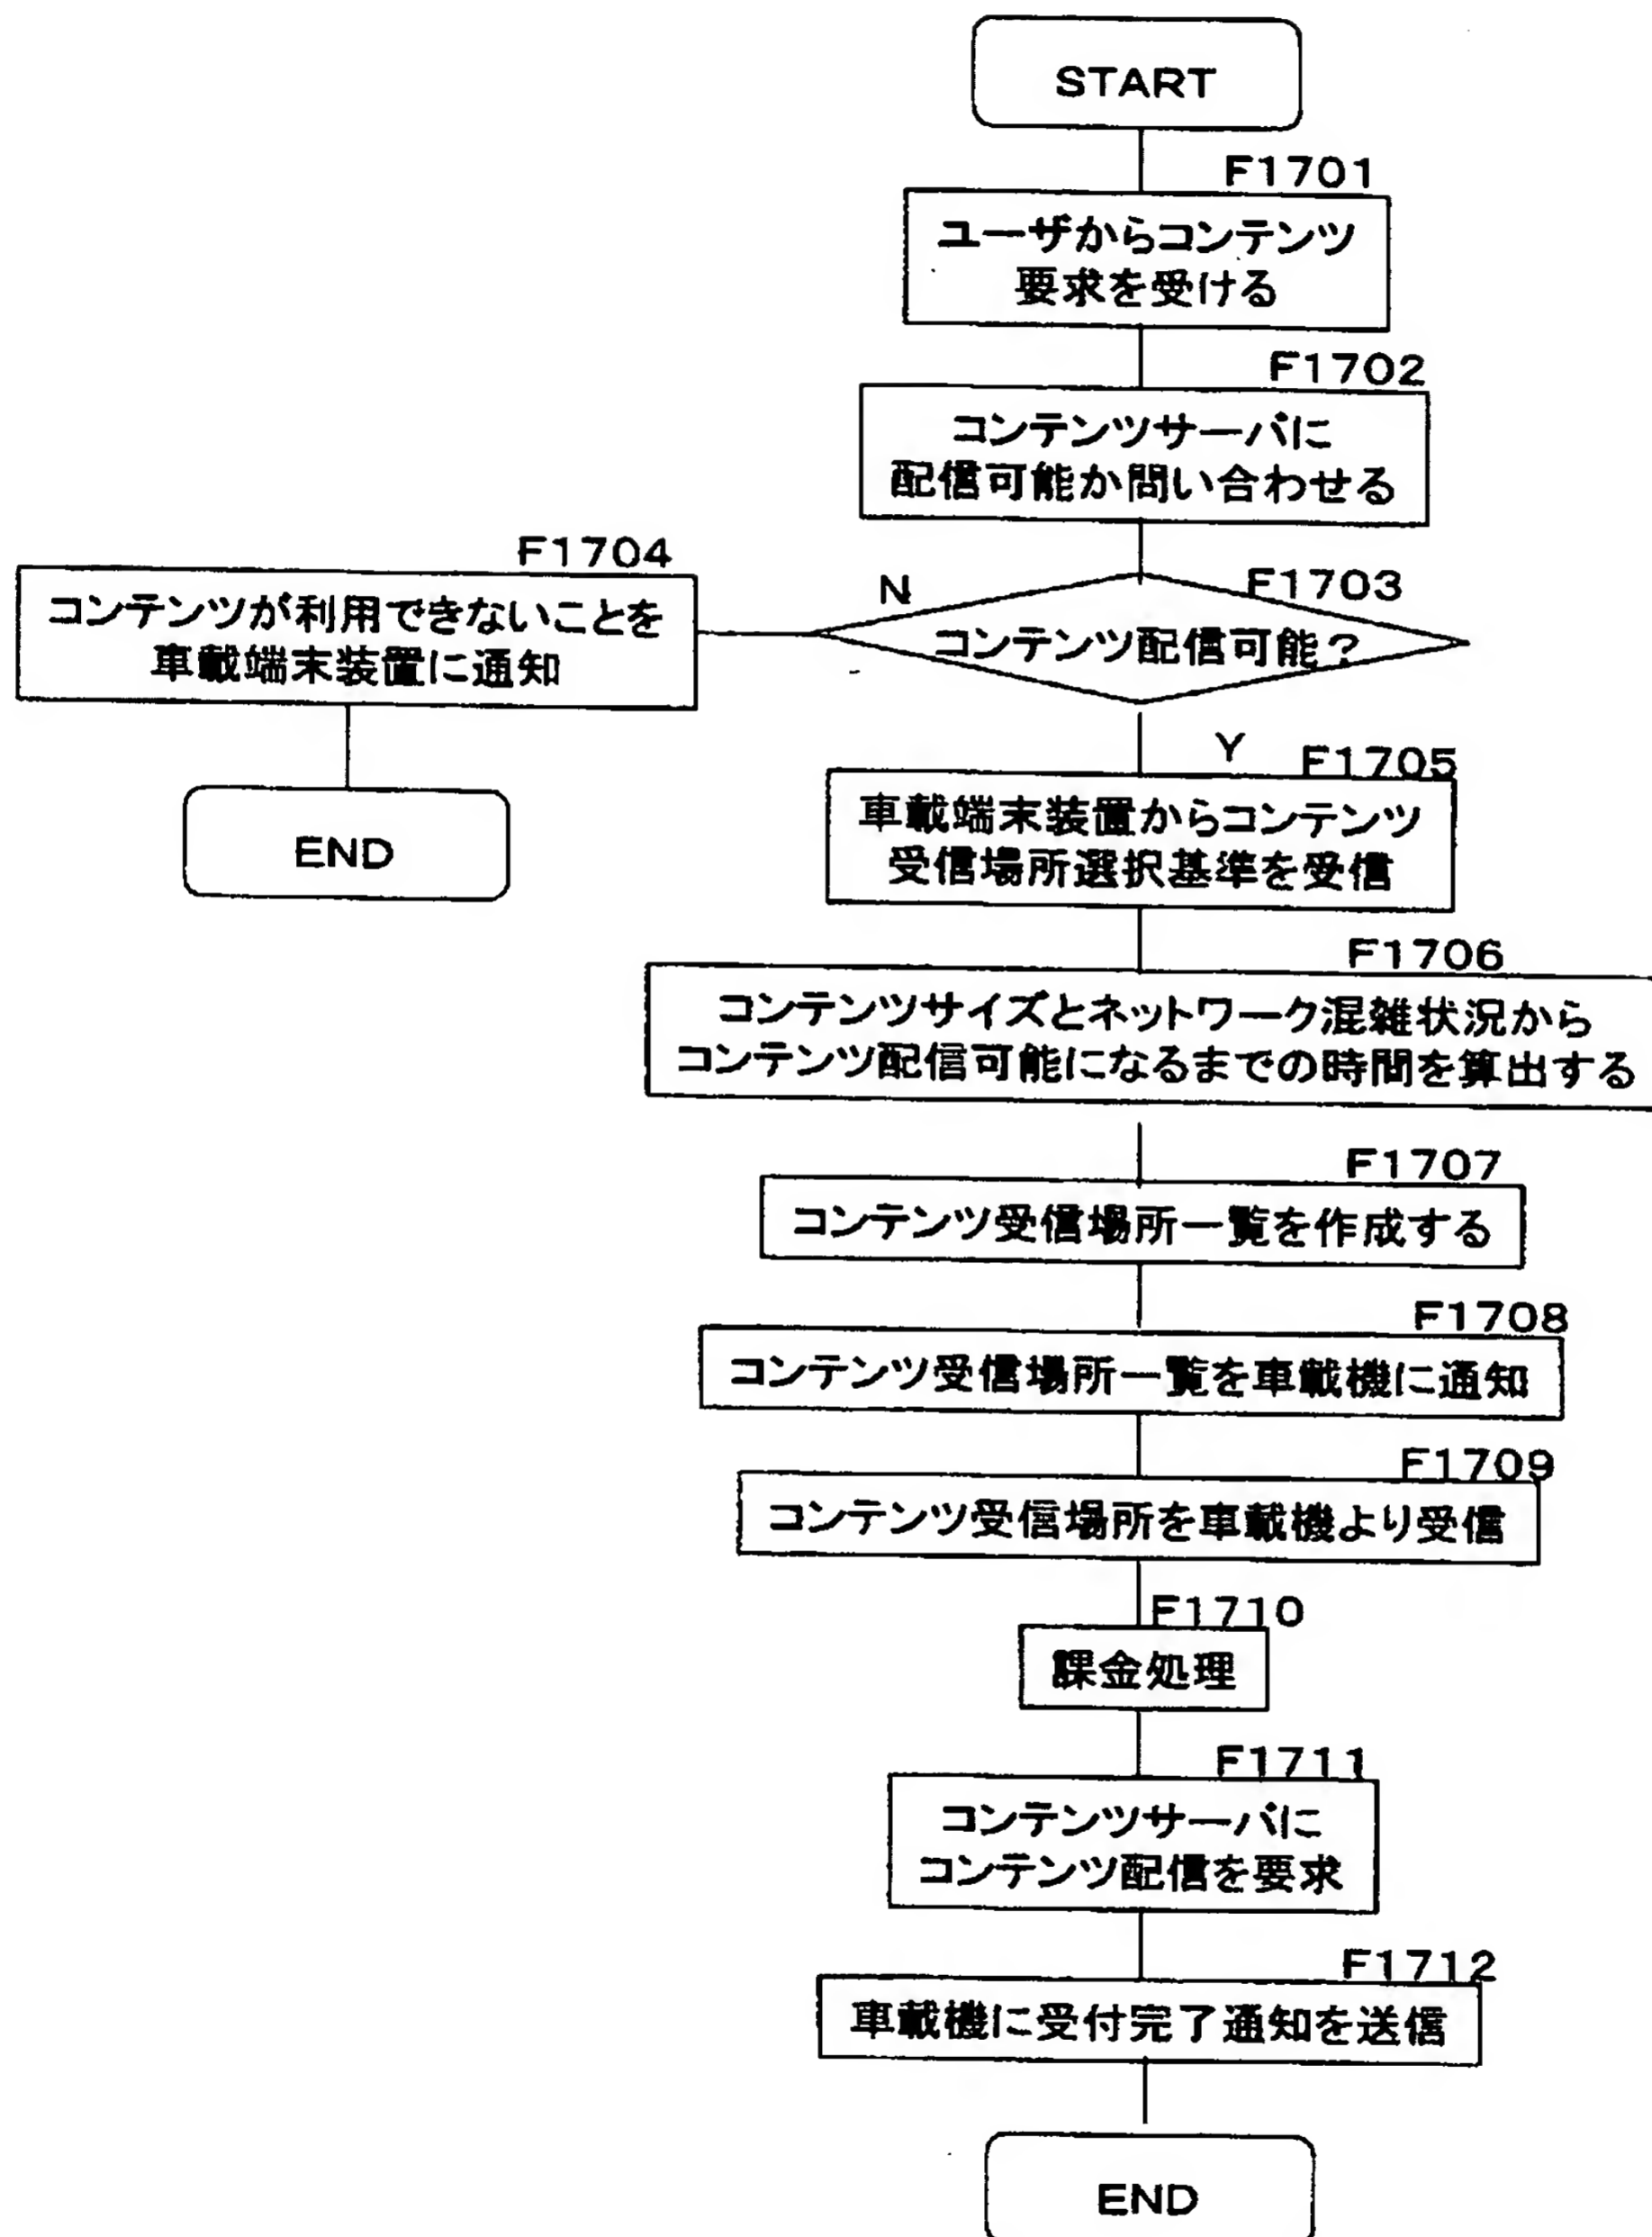 START
F1701
ユーザからコンテンツ
要求を受ける
F1702
コンテンツサーバに
配信可能か問い合わせる
F1703
コンテンツ配信可能?
N
F1704
コンテンツが利用できないことを
車載端末装置に通知
END
Y
F1705
車載端末装置からコンテンツ
受信場所選択基準を受信
F1706
コンテンツサイズとネットワーク混雑状況から
コンテンツ配信可能になるまでの時間を算出する
F1707
コンテンツ受信場所一覧を作成する
F1708
コンテンツ受信場所一覧を車載機に通知
F1709
コンテンツ受信場所を車載機より受信
F1710
課金処理
F1711
コンテンツサーバに
コンテンツ配信を要求
F1712
車載機に受付完了通知を送信
END